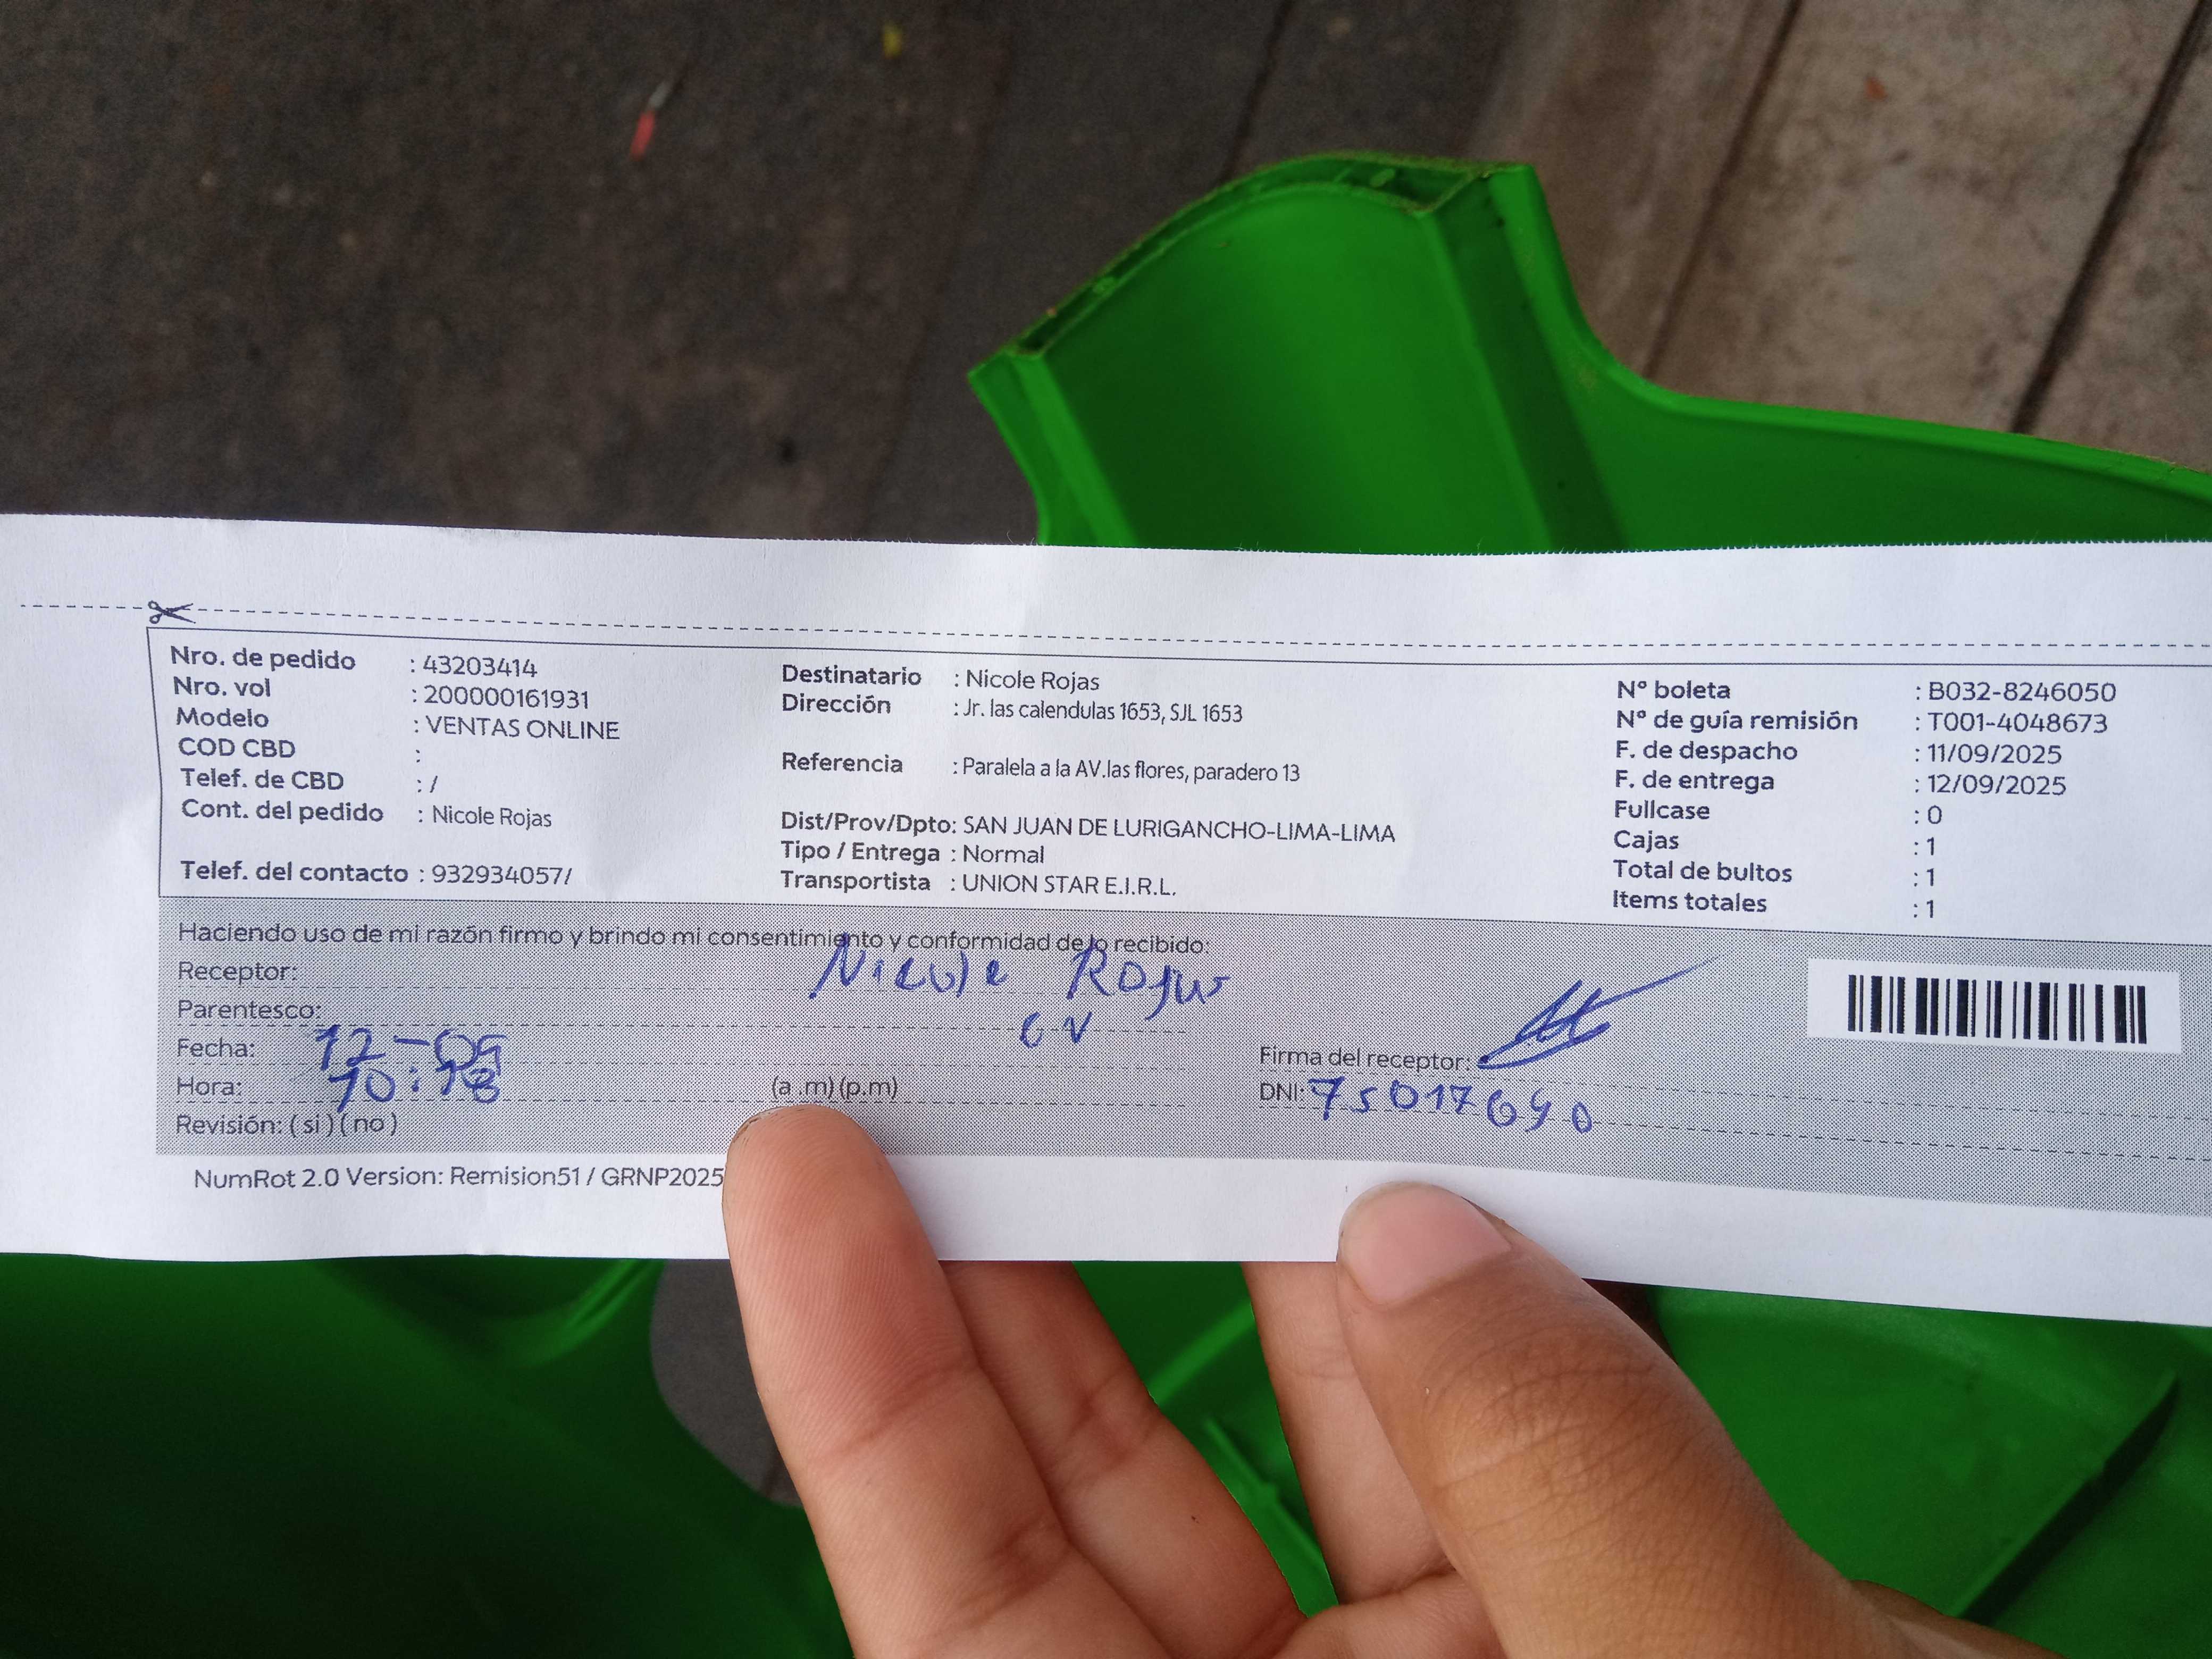 Nro. de pedido : 43203414
Nro. vol : 200000161931
Modelo : VENTAS ONLINE
COD CBD :
Telef. de CBD : /
Cont. del pedido : Nicole Rojas
Telef. del contacto : 932934057/
Destinatario : Nicole Rojas
Dirección : Jr. las calendulas 1653, SJL 1653
Referencia : Paralela a la AV.las flores, paradero 13
Dist/Prov/Dpto: SAN JUAN DE LURIGANCHO-LIMA-LIMA
Tipo / Entrega : Normal
Transportista : UNION STAR E.I.R.L.
N° boleta : B032-8246050
N° de guía remisión : T001-4048673
F. de despacho : 11/09/2025
F. de entrega : 12/09/2025
Fullcase : 0
Cajas : 1
Total de bultos : 1
Items totales : 1
Haciendo uso de mi razón firmo y brindo mi consentimiento y conformidad de lo recibido:
Receptor: Nicole Rojas
Parentesco:
Fecha: 12-09
Hora: 10:18 (a .m) (p.m)
Revisión: ( si ) ( no )
Firma del receptor:
DNI: 75017690
NumRot 2.0 Version: Remision51 / GRNP2025